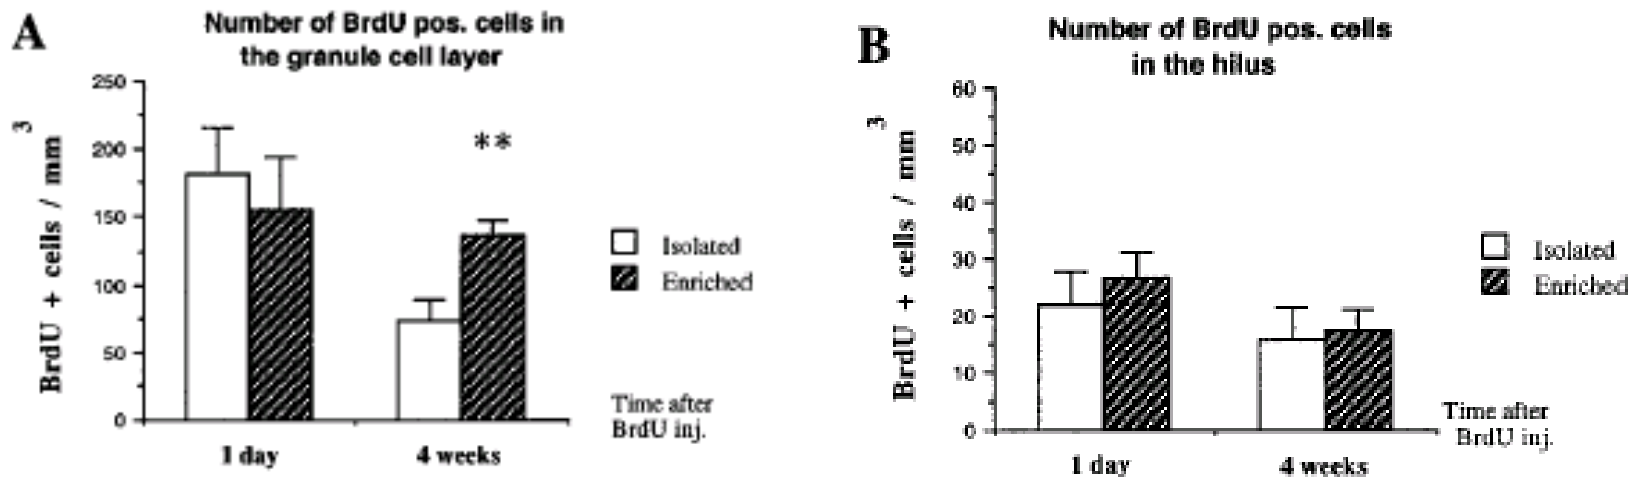 A
Number of BrdU pos. cells in
the granule cell layer
BrdU + cells / mm 3
250
200
150
100
50
0
**
1 day
4 weeks
Isolated
Enriched
Time after
BrdU inj.
B
Number of BrdU pos. cells
in the hilus
BrdU + cells / mm 3
60
50
40
30
20
10
0
1 day
4 weeks
Isolated
Enriched
Time after
BrdU inj.